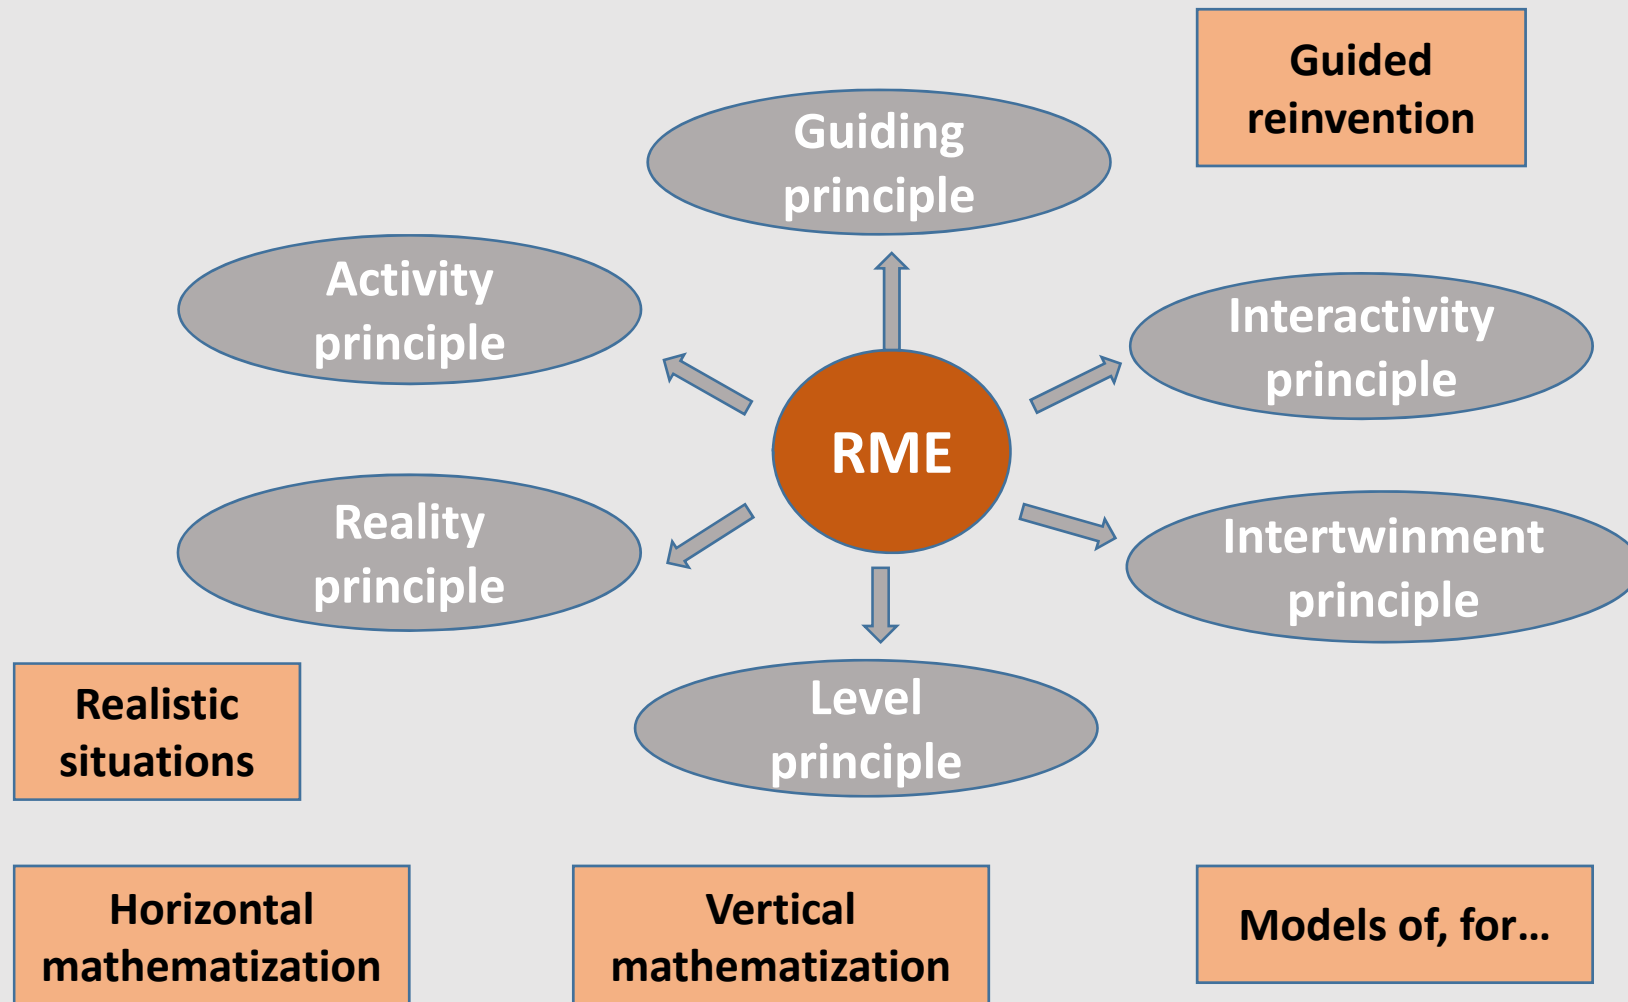 Guided
reinvention
Guiding
principle
Activity
principle
Interactivity
principle
RME
Reality
principle
Intertwinment
principle
Level
principle
Realistic
situations
Horizontal
mathematization
Vertical
mathematization
Models of, for...